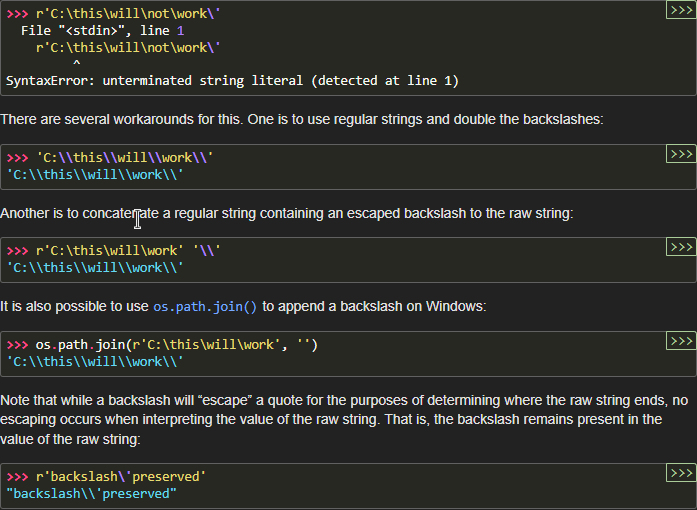 >>> r'C:\this\will\not\work\' >>>
  File "<stdin>", line 1
    r'C:\this\will\not\work\'
         ^
SyntaxError: unterminated string literal (detected at line 1)
There are several workarounds for this. One is to use regular strings and double the backslashes:
>>> 'C:\\this\\will\\work\\' >>>
'C:\\this\\will\\work\\'
Another is to concatenate a regular string containing an escaped backslash to the raw string:
>>> r'C:\this\will\work' '\\' >>>
'C:\\this\\will\\work\\'
It is also possible to use os.path.join() to append a backslash on Windows:
>>> os.path.join(r'C:\this\will\work', '') >>>
'C:\\this\\will\\work\\'
Note that while a backslash will “escape” a quote for the purposes of determining where the raw string ends, no
escaping occurs when interpreting the value of the raw string. That is, the backslash remains present in the
value of the raw string:
>>> r'backslash\'preserved' >>>
"backslash\\'preserved"